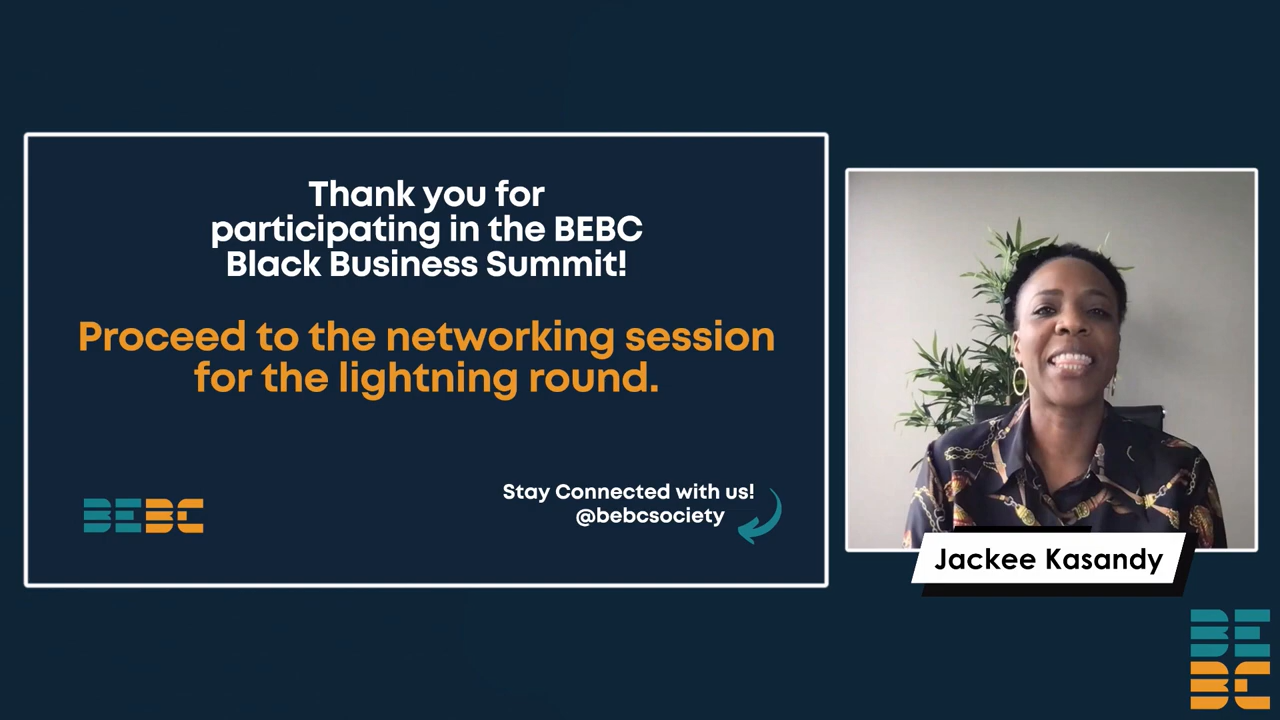 Thank you for
participating in the BEBC
Black Business Summit!
Proceed to the networking session
for the lightning round.
BEBC
Stay Connected with us!
@bebcsociety
Jackee Kasandy
BE
BC